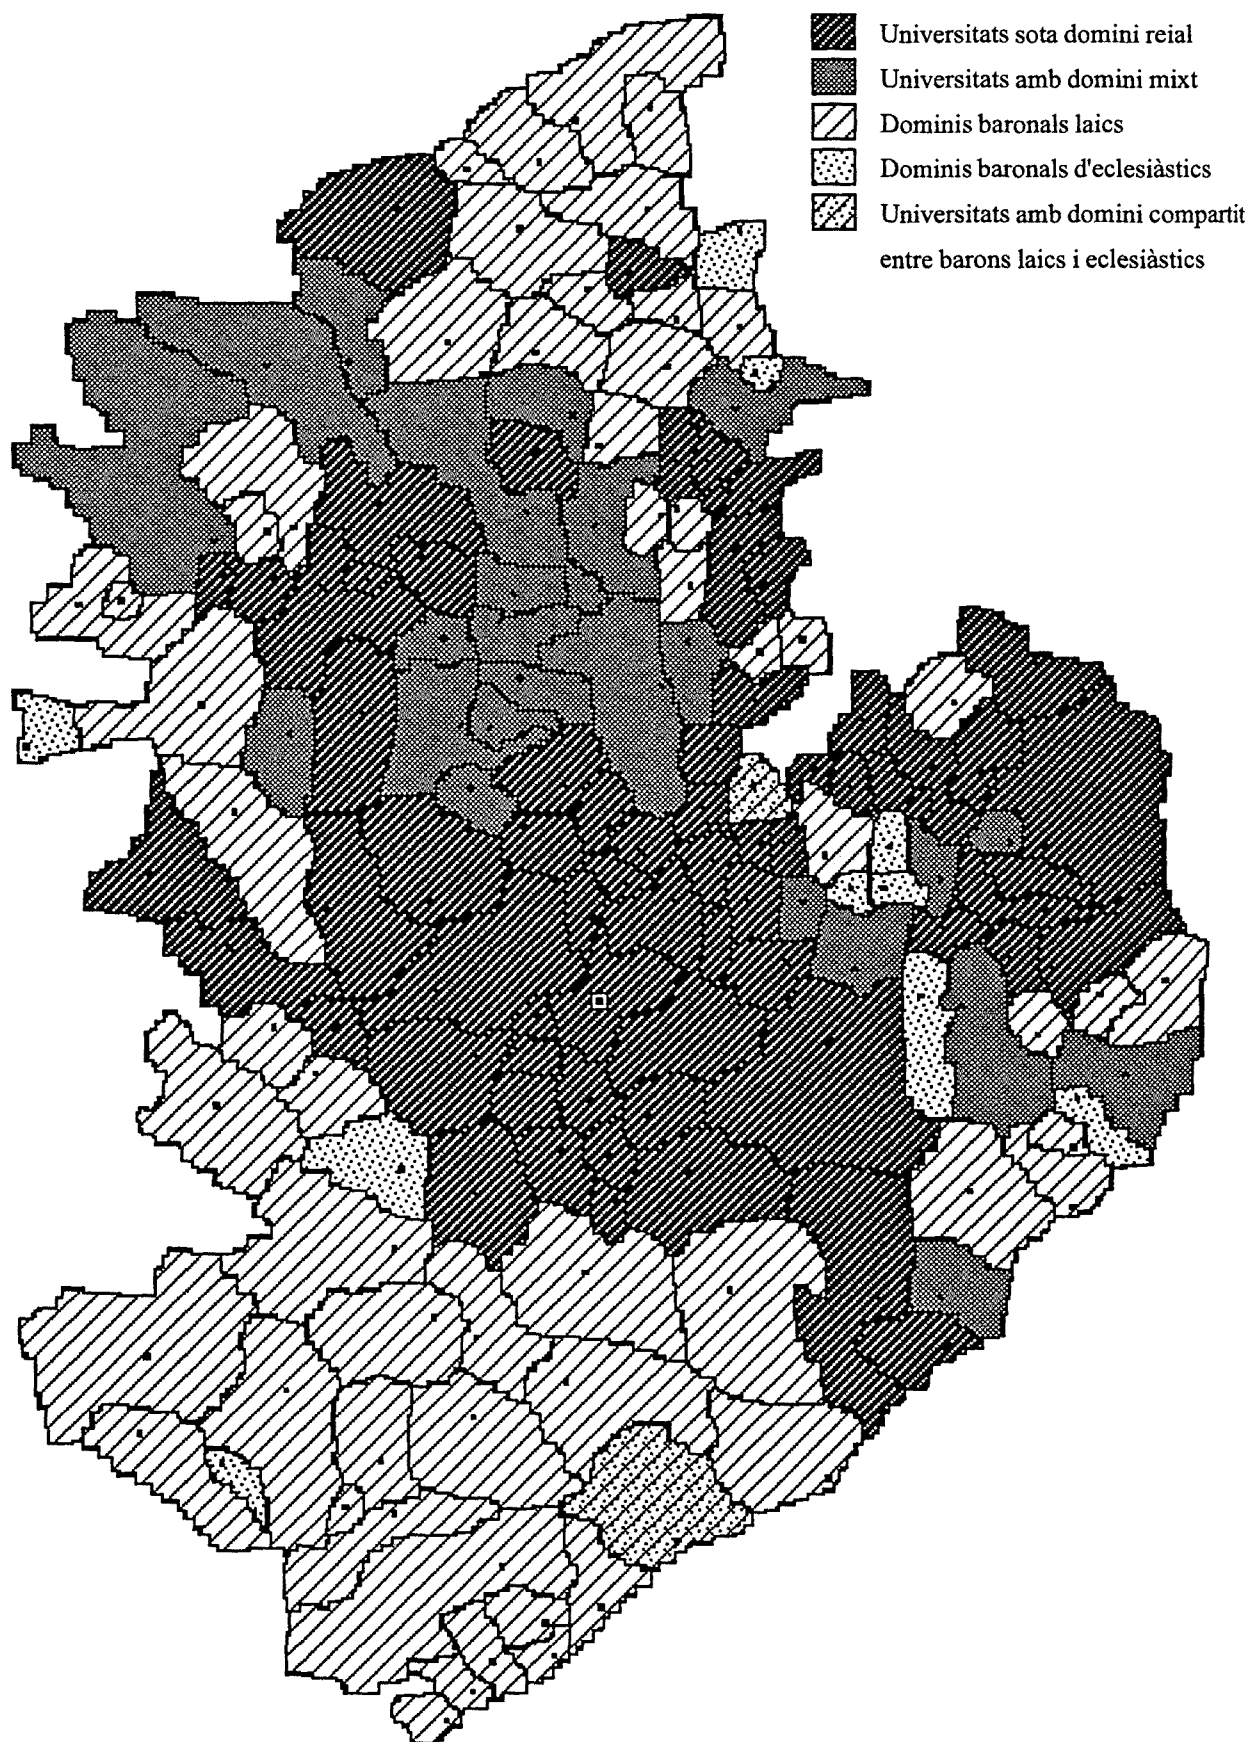 Universitats sota domini reial
Universitats amb domini mixt
Dominis baronals laics
Dominis baronals d'eclesiàstics
Universitats amb domini compartit
entre barons laics i eclesiàstics